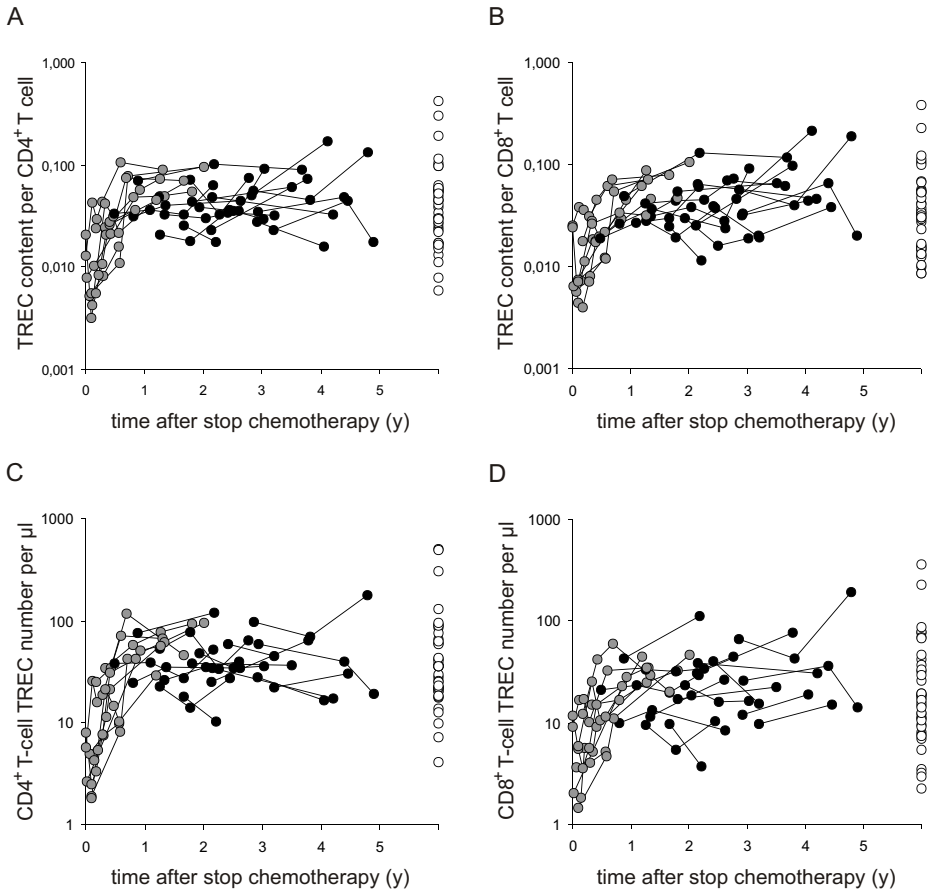 A
B
TREC content per CD4+ T cell
1,000
0,100
0,010
0,001
0 1 2 3 4 5
time after stop chemotherapy (y)
TREC content per CD8+ T cell
1,000
0,100
0,010
0,001
0 1 2 3 4 5
time after stop chemotherapy (y)
C
D
CD4+ T-cell TREC number per µl
1000
100
10
1
0 1 2 3 4 5
time after stop chemotherapy (y)
CD8+ T-cell TREC number per µl
1000
100
10
1
0 1 2 3 4 5
time after stop chemotherapy (y)